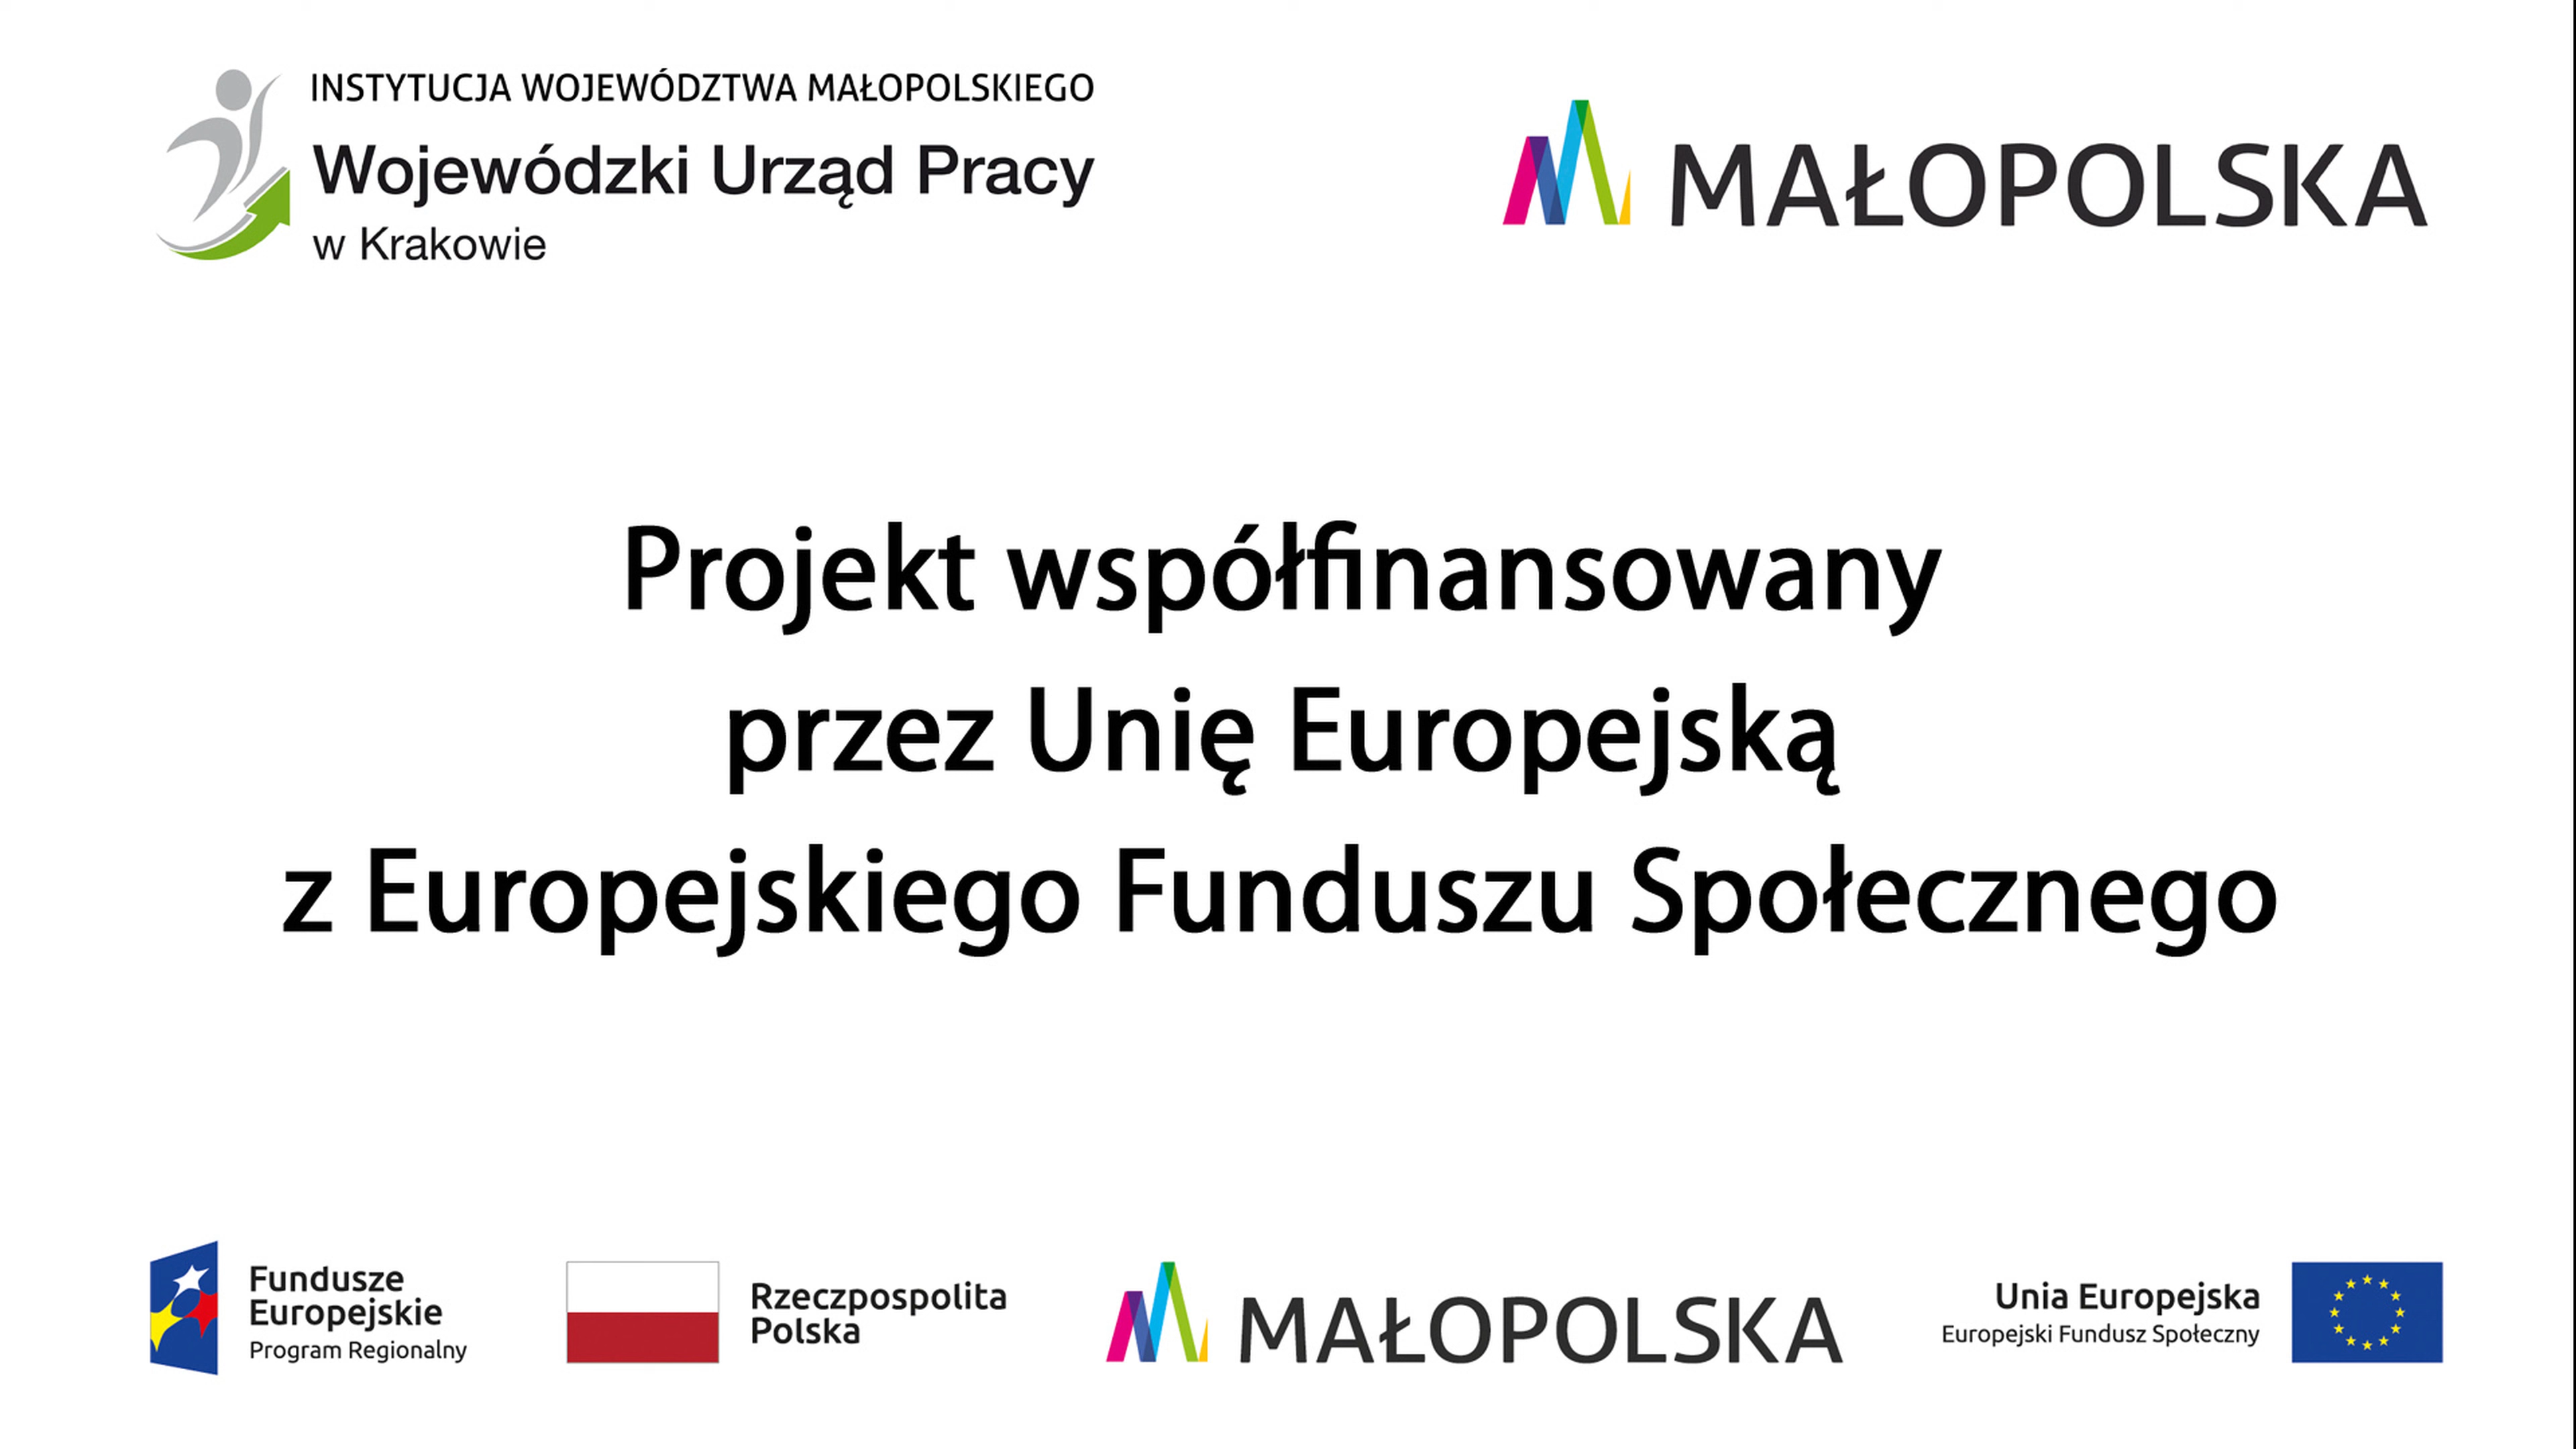 INSTYTUCJA WOJEWÓDZTWA MAŁOPOLSKIEGO
Wojewódzki Urząd Pracy
w Krakowie
MAŁOPOLSKA
Projekt współfinansowany
przez Unię Europejską
z Europejskiego Funduszu Społecznego
Fundusze
Europejskie
Program Regionalny
Rzeczpospolita
Polska
MAŁOPOLSKA
Unia Europejska
Europejski Fundusz Społeczny